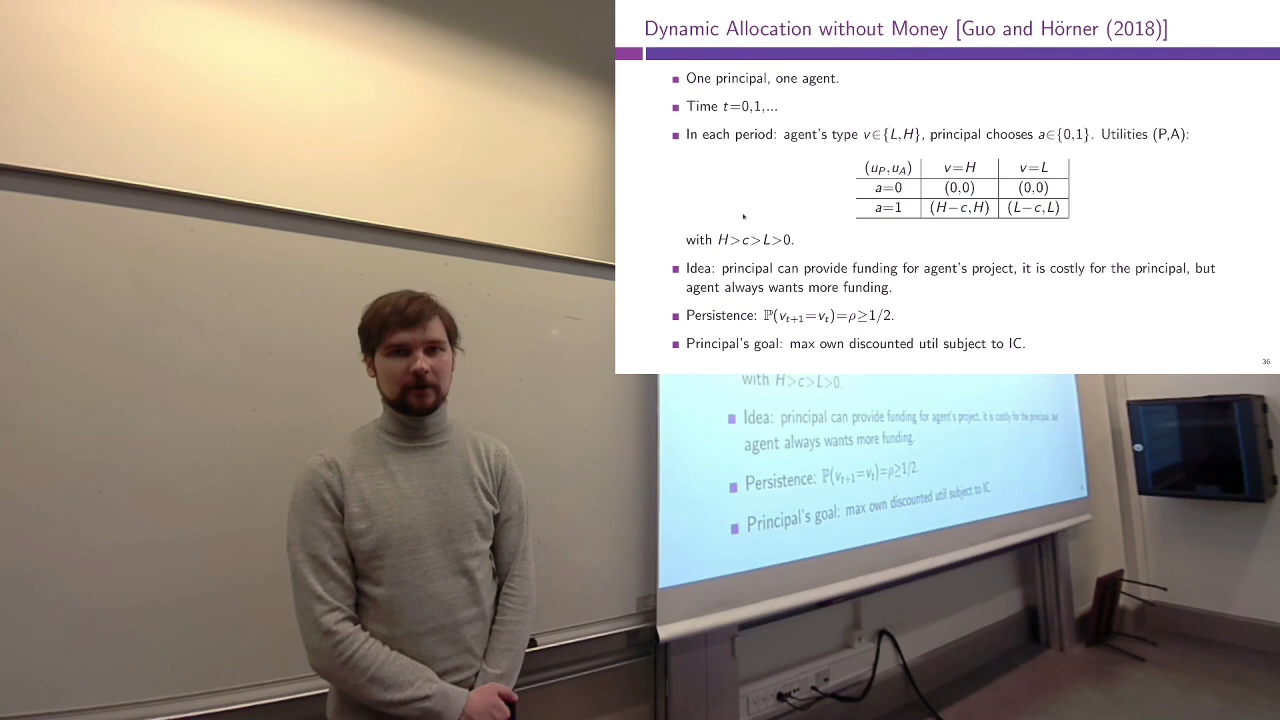 Dynamic Allocation without Money [Guo and Hörner (2018)]
■ One principal, one agent.
■ Time t=0,1,...
■ In each period: agent's type v∈{L,H}, principal chooses a∈{0,1}. Utilities (P,A):
(u_P,u_A) v=H v=L
a=0 (0,0) (0,0)
a=1 (H−c,H) (L−c,L)
with H>c>L>0.
■ Idea: principal can provide funding for agent's project, it is costly for the principal, but
agent always wants more funding.
■ Persistence: ℙ(v_{t+1}=v_t)=ρ≥1/2.
■ Principal's goal: max own discounted util subject to IC.
36
with H>c>L>0.
■ Idea: principal can provide funding for agent's project, it is costly for the principal, but
agent always wants more funding.
■ Persistence: ℙ(v_{t+1}=v_t)=ρ≥1/2.
■ Principal's goal: max own discounted util subject to IC.